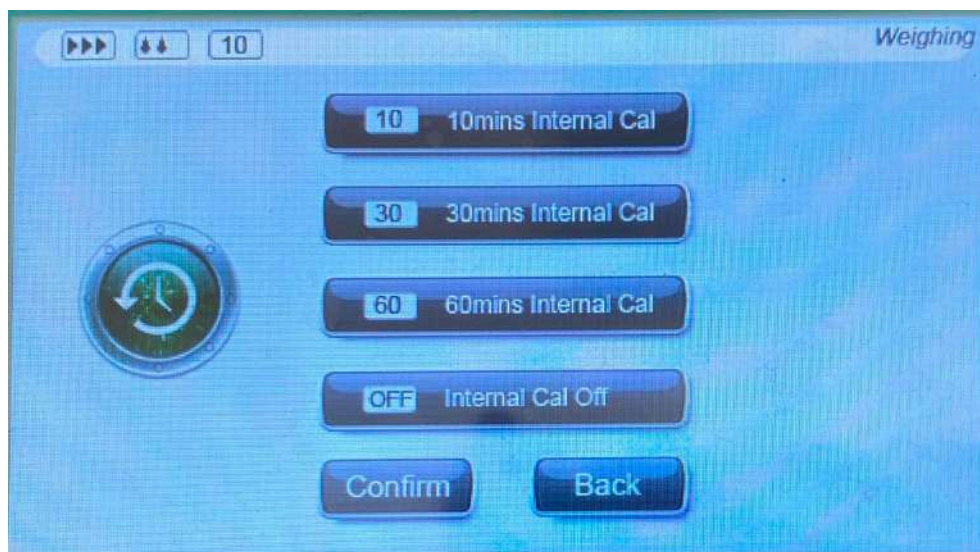 10 Weighing
10 10mins Internal Cal
30 30mins Internal Cal
60 60mins Internal Cal
OFF Internal Cal Off
Confirm Back